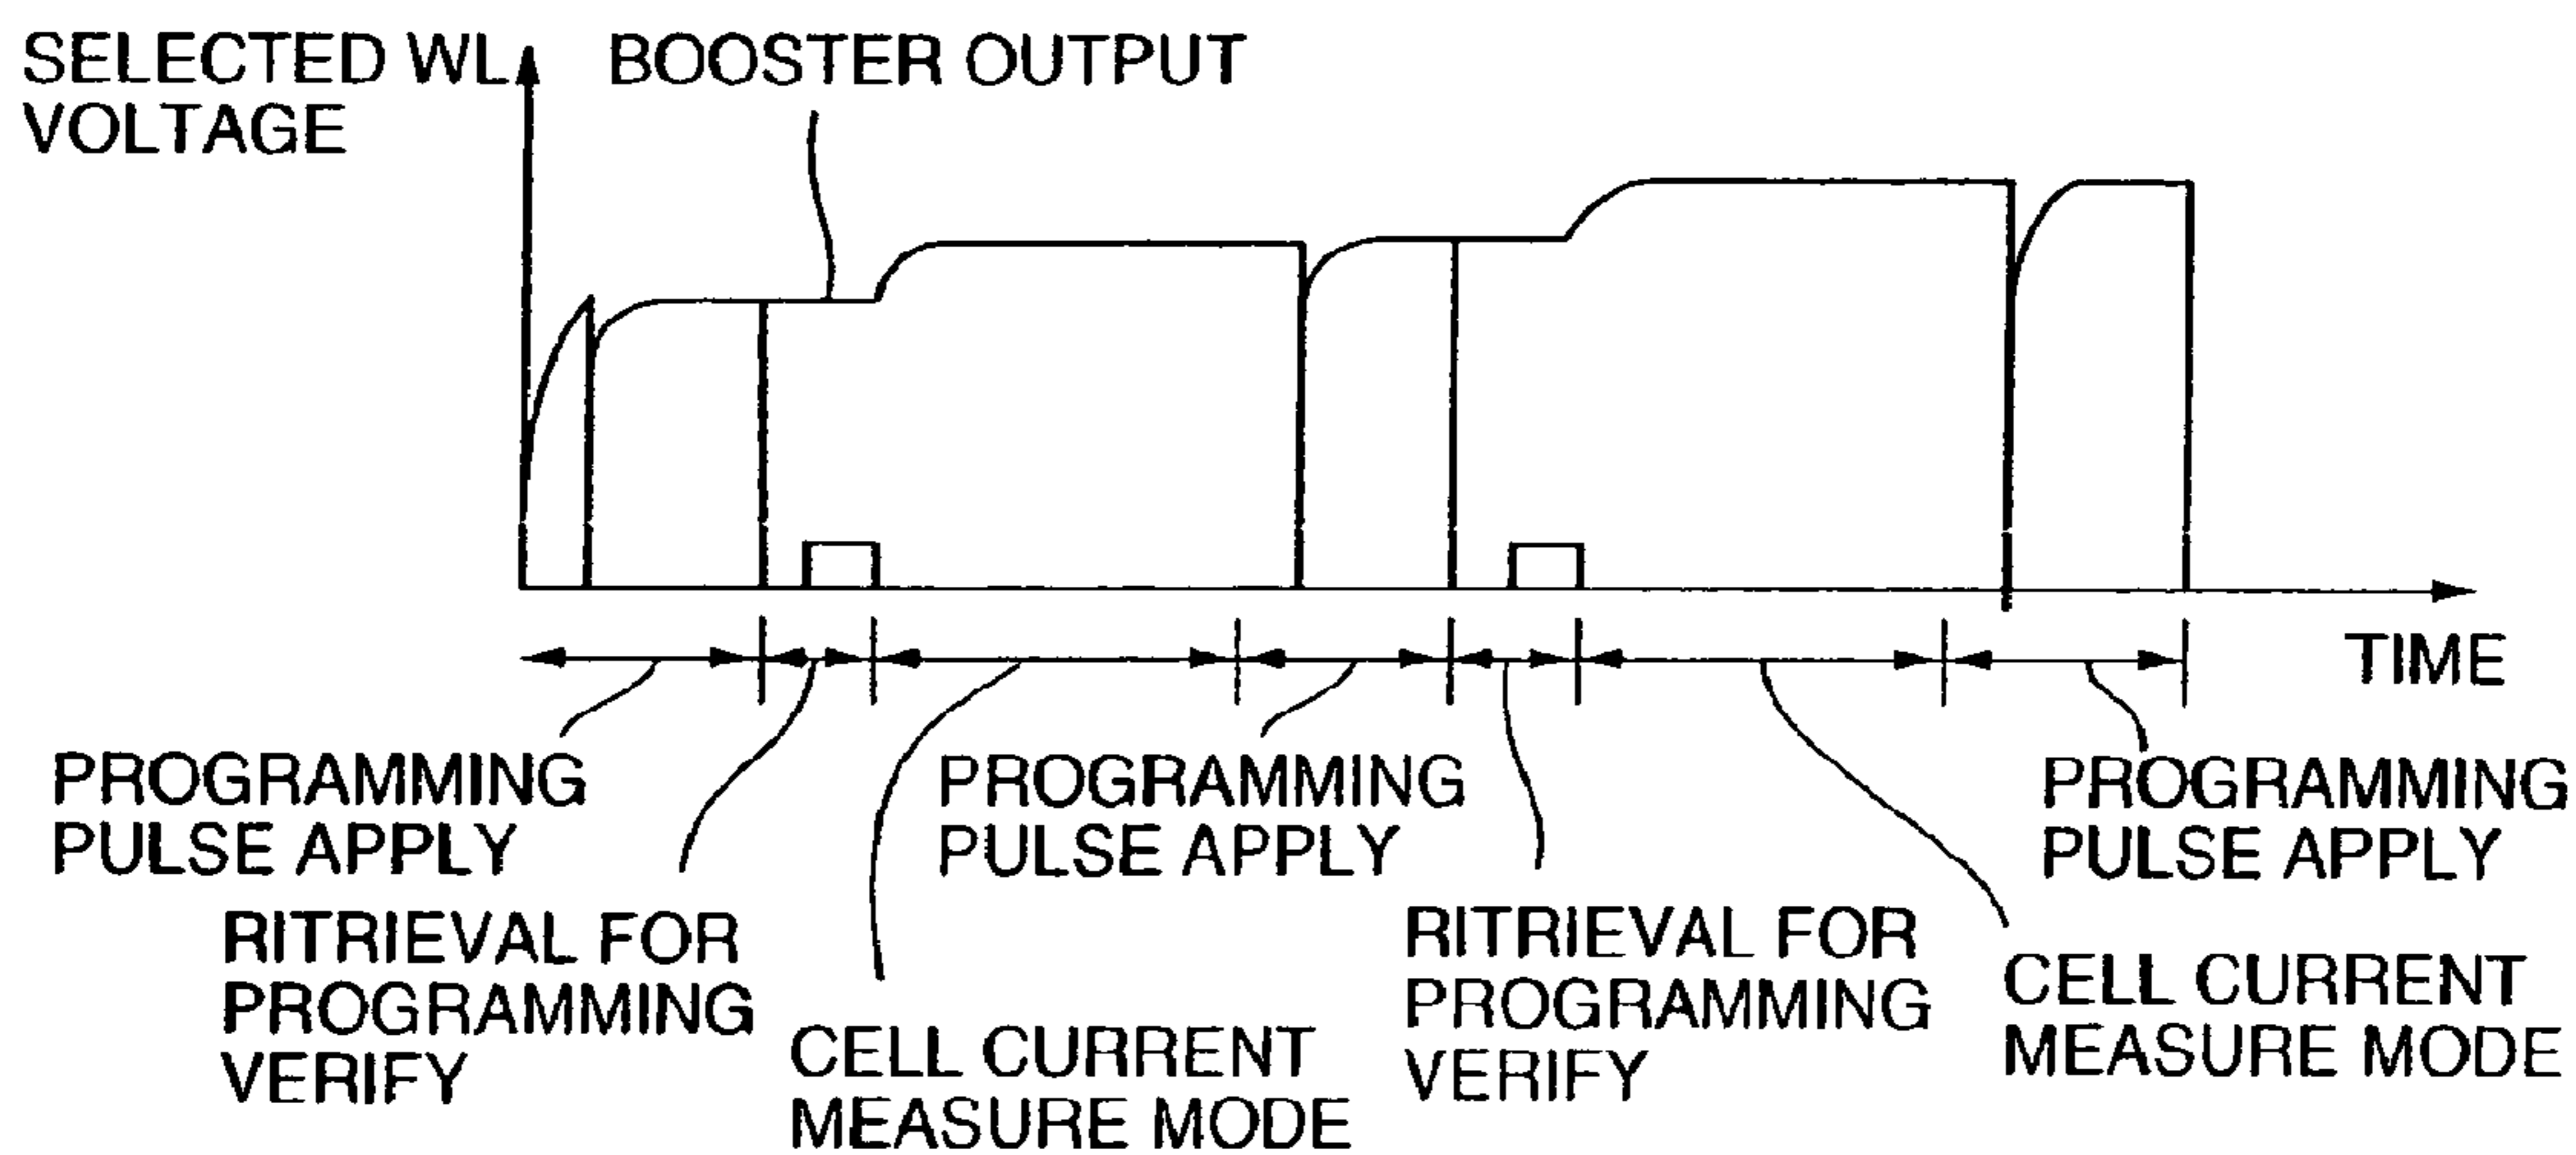 SELECTED WL
VOLTAGE
BOOSTER OUTPUT
TIME
PROGRAMMING
PULSE APPLY
RITRIEVAL FOR
PROGRAMMING
VERIFY
CELL CURRENT
MEASURE MODE
PROGRAMMING
PULSE APPLY
RITRIEVAL FOR
PROGRAMMING
VERIFY
CELL CURRENT
MEASURE MODE
PROGRAMMING
PULSE APPLY